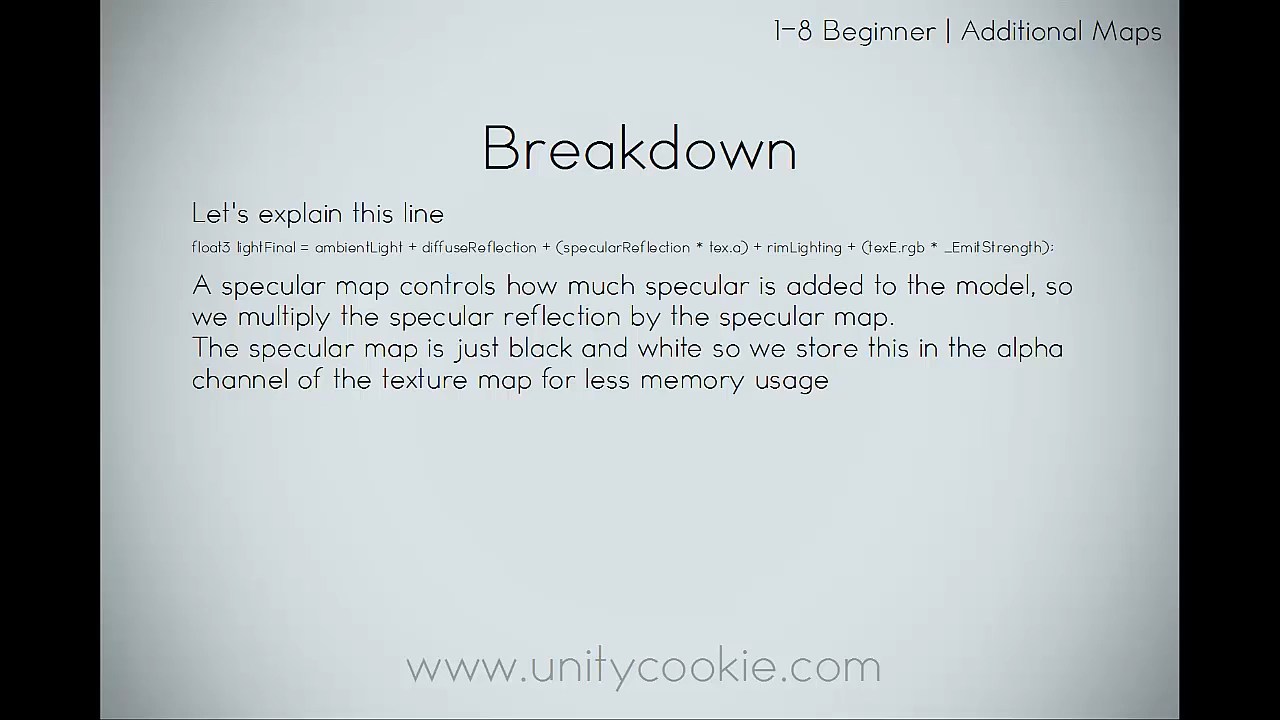 1-8 Beginner | Additional Maps
Breakdown
Let's explain this line
float3 lightFinal = ambientLight + diffuseReflection + (specularReflection * tex.a) + rimLighting + (texE.rgb * _EmitStrength);
A specular map controls how much specular is added to the model, so
we multiply the specular reflection by the specular map.
The specular map is just black and white so we store this in the alpha
channel of the texture map for less memory usage
www.unitycookie.com